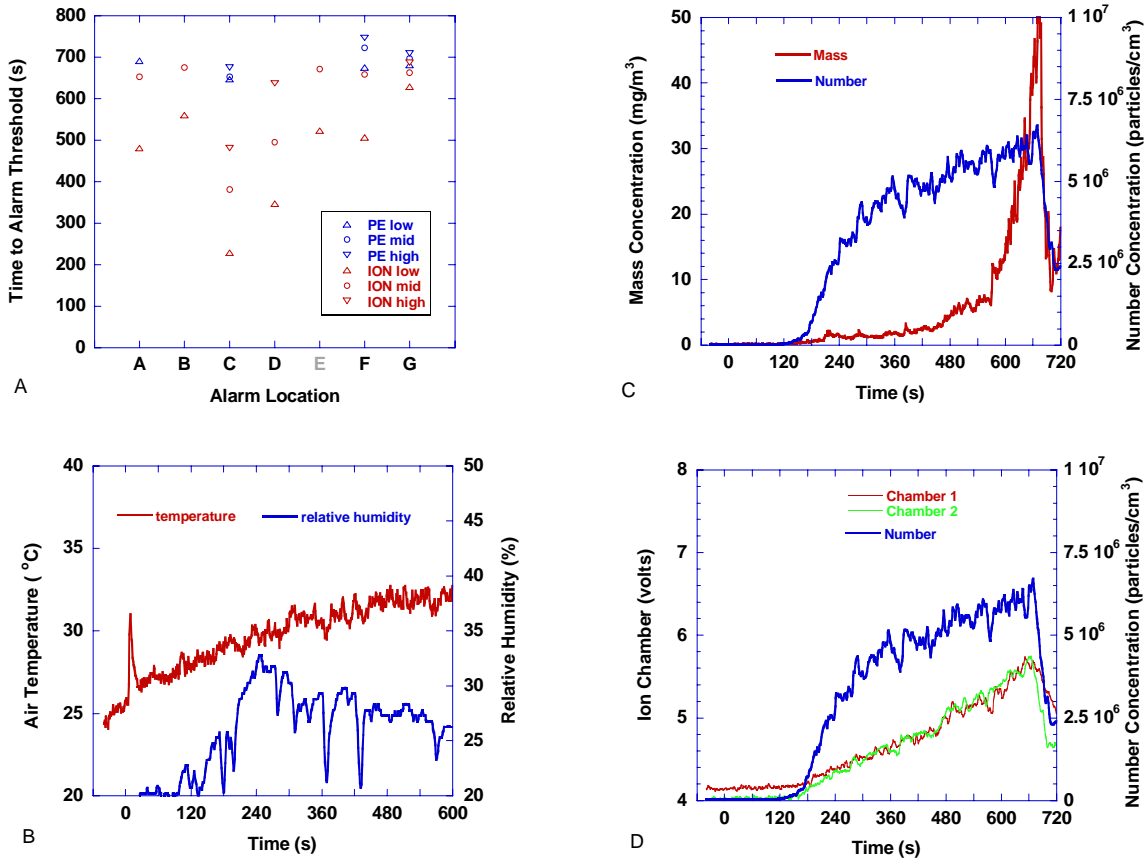 800
700
600
500
400
300
200
100
0
Time to Alarm Threshold (s)
PE low
PE mid
PE high
ION low
ION mid
ION high
A B C D E F G
Alarm Location
A
50
40
30
20
10
0
Mass Concentration (mg/m3)
Mass
Number
1 10^7
7.5 10^6
5 10^6
2.5 10^6
0
Number Concentration (particles/cm3)
0 120 240 360 480 600 720
Time (s)
C
40
35
30
25
20
Air Temperature ( oC)
temperature
relative humidity
50
45
40
35
30
25
20
Relative Humidity (%)
0 120 240 360 480 600
Time (s)
B
8
7
6
5
4
Ion Chamber (volts)
Chamber 1
Chamber 2
Number
1 10^7
7.5 10^6
5 10^6
2.5 10^6
0
Number Concentration (particles/cm3)
0 120 240 360 480 600 720
Time (s)
D